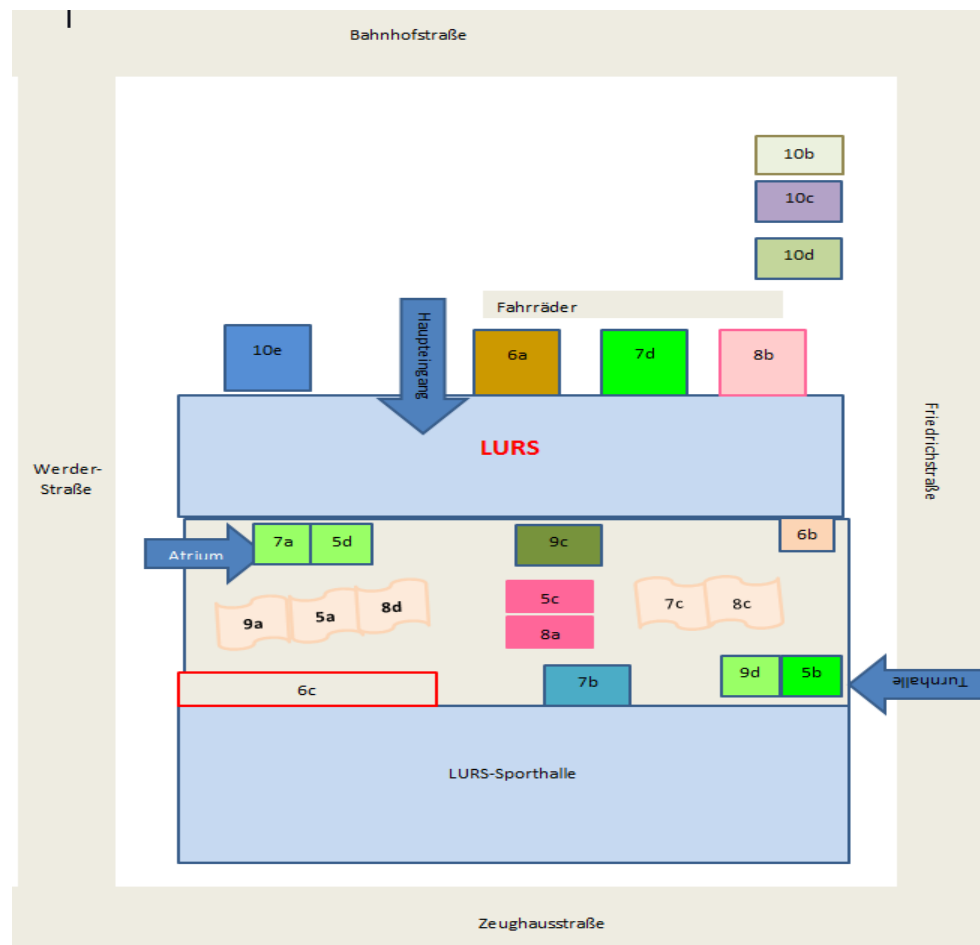 Bahnhofstraße
10b
10c
10d
Fahrräder
10e
Haupteingang
6a
7d
8b
LURS
Werder-
Straße
Friedrichstraße
Atrium
7a
5d
9c
6b
9a
5a
8d
5c
8a
7c
8c
6c
7b
9d
5b
Turnhalle
LURS-Sporthalle
Zeughausstraße